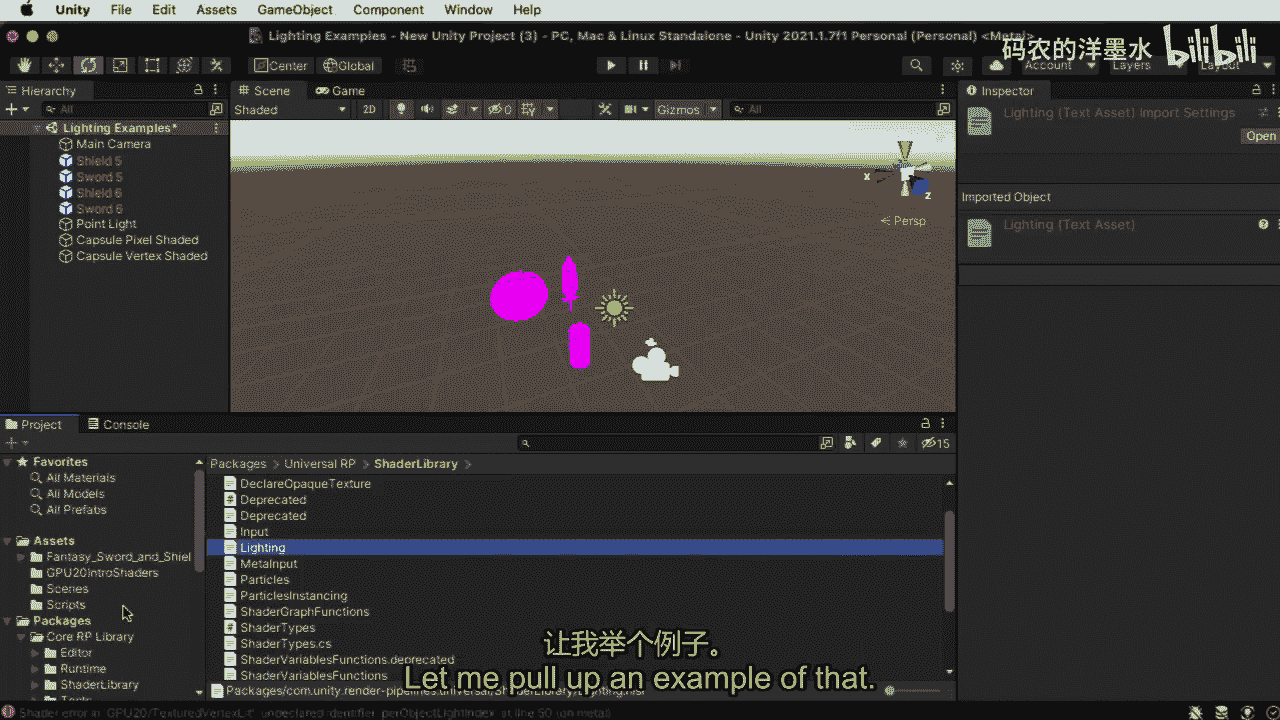 Unity File Edit Assets GameObject Component Window Help
Lighting Examples - New Unity Project (3) - PC, Mac & Linux Standalone - Unity 2021.1.7f1 Personal (Personal) <Metal>
码农的洋墨水 bilibili
Center Global Account Layers Layout
Hierarchy Scene Game Inspector
All Shaded 2D 0 Gizmos All
Lighting (Text Asset) Import Settings
Open
Lighting Examples*
Main Camera
Shield 5
Sword 5
Shield 6
Sword 6
Point Light
Capsule Pixel Shaded
Capsule Vertex Shaded
x
z
Persp
Imported Object
Lighting (Text Asset)
Project Console
15
Favorites
All Materials
All Models
All Prefabs
Assets
Fantasy_Sword_and_Shiel
GPU20IntroShaders
Scenes
Scripts
Packages
Core RP Library
Editor
Runtime
ShaderLibrary
Packages > Universal RP > ShaderLibrary >
DeclareOpaqueTexture
Deprecated
Deprecated
Input
Lighting
MetaInput
Particles
ParticlesInstancing
ShaderGraphFunctions
ShaderTypes
ShaderTypes.cs
ShaderVariablesFunctions.deprecated
ShaderVariablesFunctions
让我举个例子。
Let me pull up an example of that.